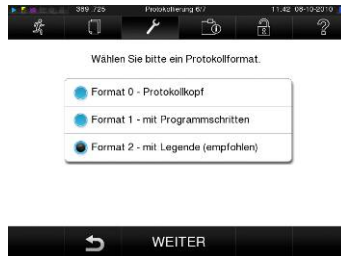 389 725 Protokollierung 6/7 11:42 08-10-2010
Wählen Sie bitte ein Protokollformat.
Format 0 - Protokollkopf
Format 1 - mit Programmschritten
Format 2 - mit Legende (empfohlen)
WEITER